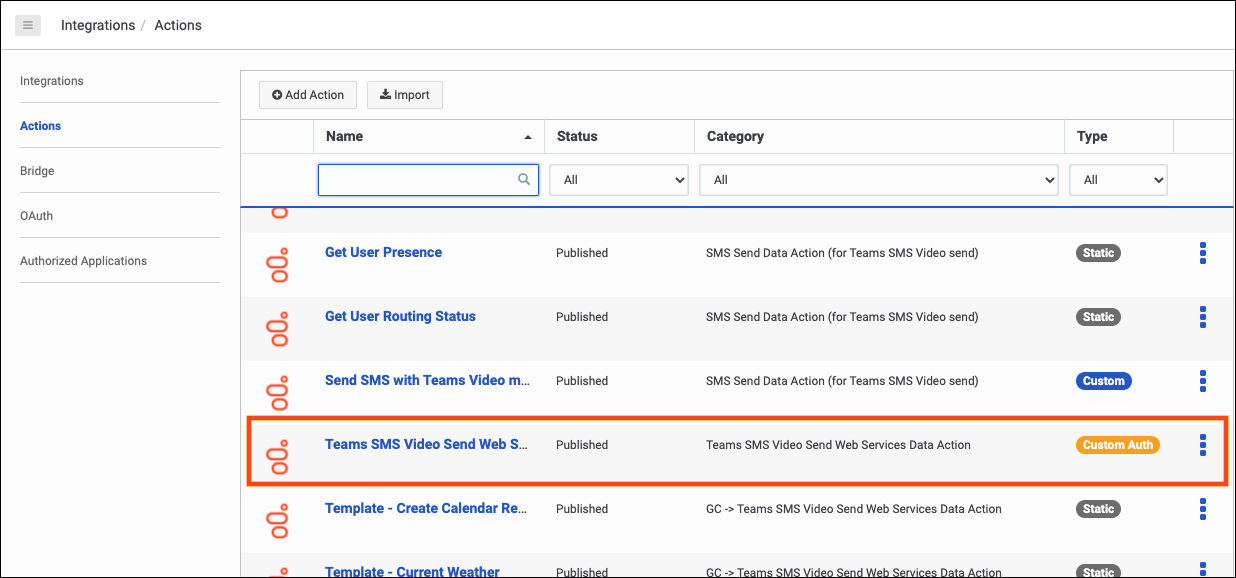 Integrations / Actions
Integrations
Actions
Bridge
OAuth
Authorized Applications
Add Action Import
Name Status Category Type
All All All
Get User Presence Published SMS Send Data Action (for Teams SMS Video send) Static
Get User Routing Status Published SMS Send Data Action (for Teams SMS Video send) Static
Send SMS with Teams Video m... Published SMS Send Data Action (for Teams SMS Video send) Custom
Teams SMS Video Send Web S... Published Teams SMS Video Send Web Services Data Action Custom Auth
Template - Create Calendar Re... Published GC -> Teams SMS Video Send Web Services Data Action Static
Template - Current Weather Published GC -> Teams SMS Video Send Web Services Data Action Static